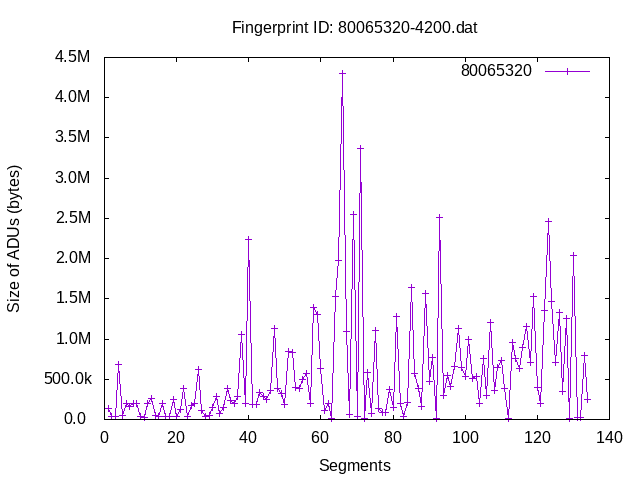 Fingerprint ID: 80065320-4200.dat
80065320
Size of ADUs (bytes)
4.5M
4.0M
3.5M
3.0M
2.5M
2.0M
1.5M
1.0M
500.0k
0.0
0 20 40 60 80 100 120 140
Segments